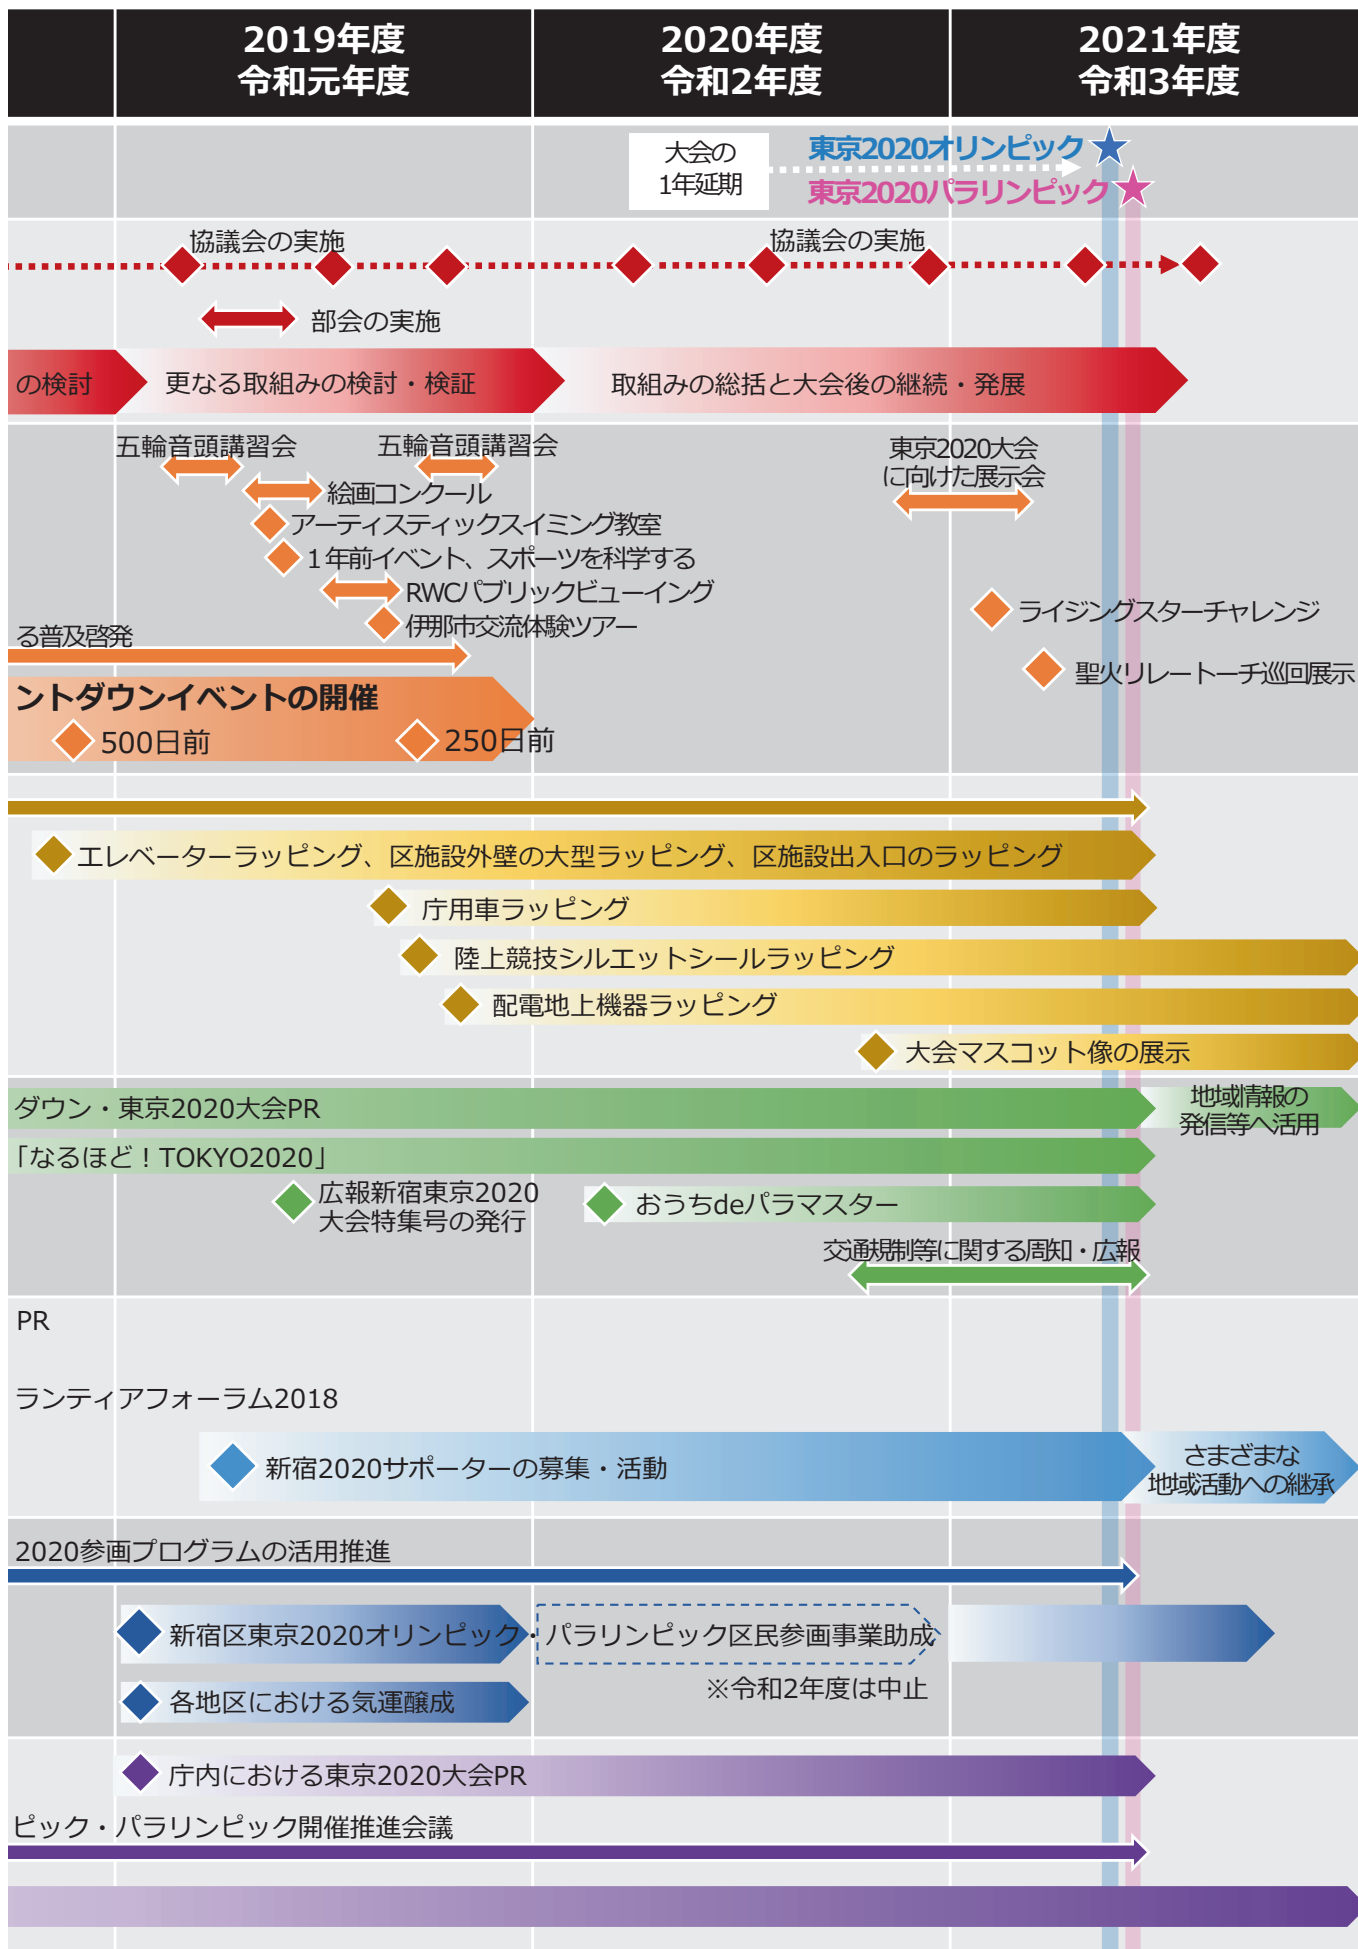 2019年度
令和元年度
2020年度
令和2年度
2021年度
令和3年度
大会の
1年延期
東京2020オリンピック
東京2020パラリンピック
協議会の実施
協議会の実施
部会の実施
の検討
更なる取組みの検討・検証
取組みの総括と大会後の継続・発展
五輪音頭講習会
五輪音頭講習会
東京2020大会
に向けた展示会
絵画コンクール
アーティスティックスイミング教室
1年前イベント、スポーツを科学する
RWCパブリックビューイング
伊那市交流体験ツアー
ライジングスターチャレンジ
る普及啓発
聖火リレートーチ巡回展示
ントダウンイベントの開催
500日前
250日前
エレベーターラッピング、区施設外壁の大型ラッピング、区施設出入口のラッピング
庁用車ラッピング
陸上競技シルエットシールラッピング
配電地上機器ラッピング
大会マスコット像の展示
ダウン・東京2020大会PR
地域情報の
発信等へ活用
「なるほど！TOKYO2020」
広報新宿東京2020
大会特集号の発行
おうちdeパラマスター
交通規制等に関する周知・広報
PR
ランティアフォーラム2018
新宿2020サポーターの募集・活動
さまざまな
地域活動への継承
2020参画プログラムの活用推進
新宿区東京2020オリンピック・パラリンピック区民参画事業助成
※令和2年度は中止
各地区における気運醸成
庁内における東京2020大会PR
ピック・パラリンピック開催推進会議